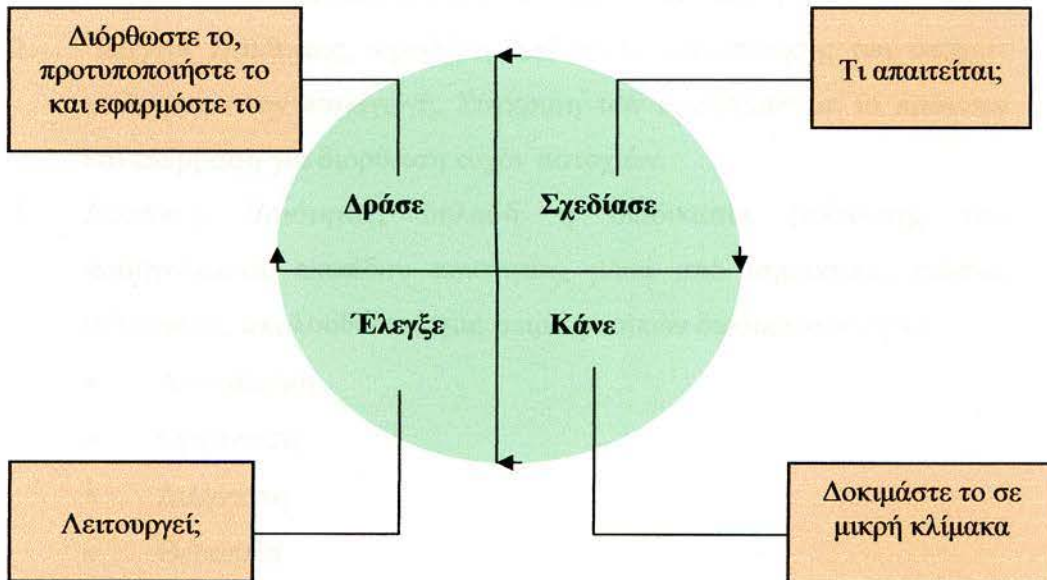 Διόρθωστε το,
προτυποποιήστε το
και εφαρμόστε το
Τι απαιτείται;
Δράσε
Σχεδίασε
Έλεγξε
Κάνε
Λειτουργεί;
Δοκιμάστε το σε
μικρή κλίμακα